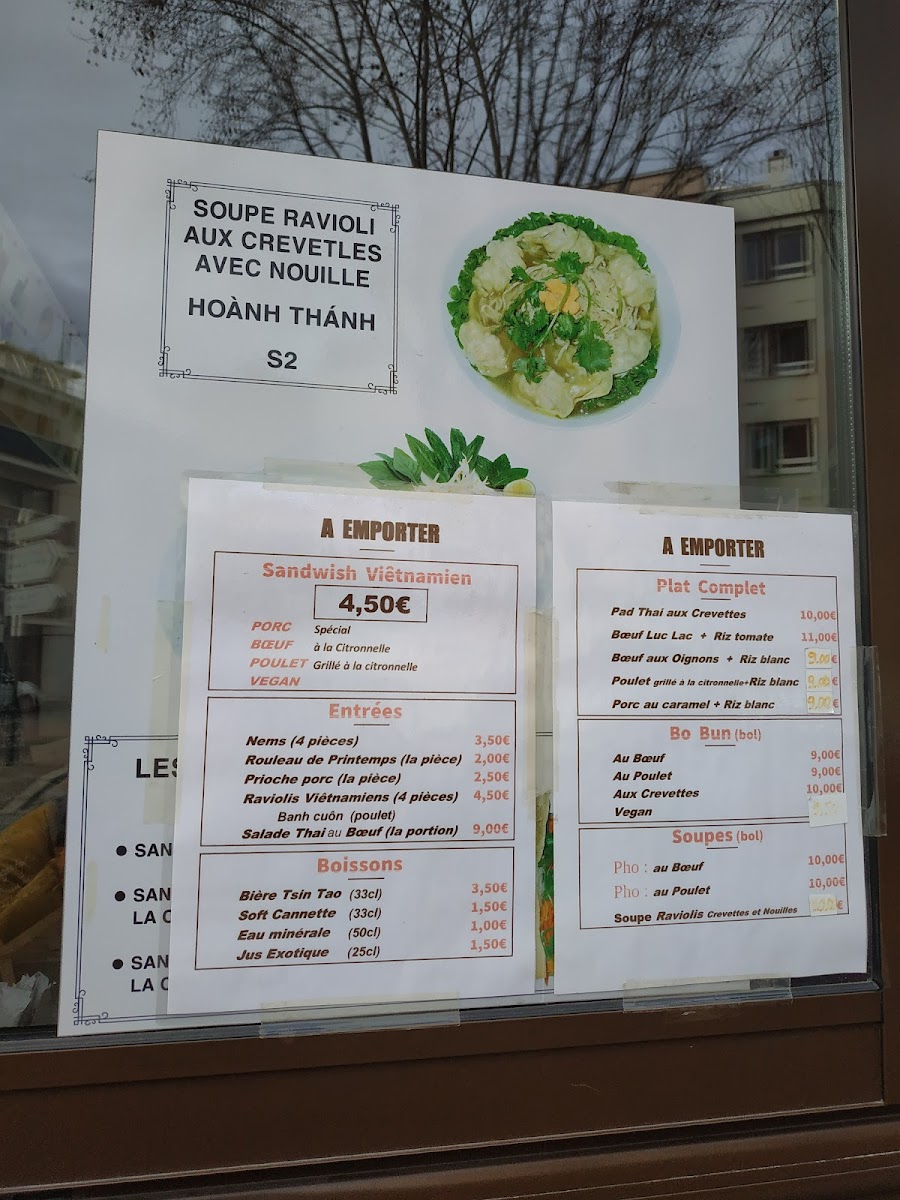 SOUPE RAVIOLI
AUX CREVETLES
AVEC NOUILLE
HOÀNH THÁNH
S2
LES
● SAN
● SAN
LA C
● SAN
LA C
A EMPORTER
Sandwish Viêtnamien
4,50€
PORC Spécial
BŒUF à la Citronnelle
POULET Grillé à la citronnelle
VEGAN
Entrées
Nems (4 pièces) 3,50€
Rouleau de Printemps (la pièce) 2,00€
Prioche porc (la pièce) 2,50€
Raviolis Viêtnamiens (4 pièces) 4,50€
Banh cuôn (poulet)
Salade Thai au Bœuf (la portion) 9,00€
Boissons
Bière Tsin Tao (33cl) 3,50€
Soft Cannette (33cl) 1,50€
Eau minérale (50cl) 1,00€
Jus Exotique (25cl) 1,50€
A EMPORTER
Plat Complet
Pad Thai aux Crevettes 10,00€
Bœuf Luc Lac + Riz tomate 11,00€
Bœuf aux Oignons + Riz blanc 9.00€
Poulet grillé à la citronnelle+Riz blanc 9,00€
Porc au caramel + Riz blanc 9,00€
Bo Bun (bol)
Au Bœuf 9,00€
Au Poulet 9,00€
Aux Crevettes 10,00€
Vegan
Soupes (bol)
Pho : au Bœuf 10,00€
Pho : au Poulet 10,00€
Soupe Raviolis Crevettes et Nouilles €